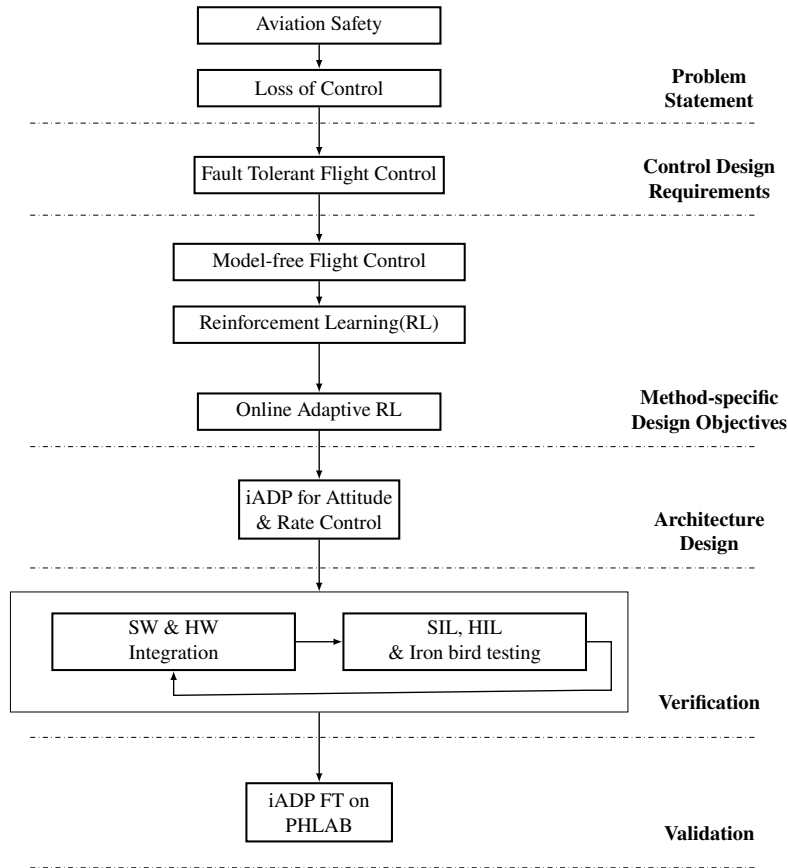 Aviation Safety
Loss of Control
Problem
Statement
Fault Tolerant Flight Control
Control Design
Requirements
Model-free Flight Control
Reinforcement Learning(RL)
Online Adaptive RL
Method-specific
Design Objectives
iADP for Attitude
& Rate Control
Architecture
Design
SW & HW
Integration
SIL, HIL
& Iron bird testing
Verification
iADP FT on
PHLAB
Validation